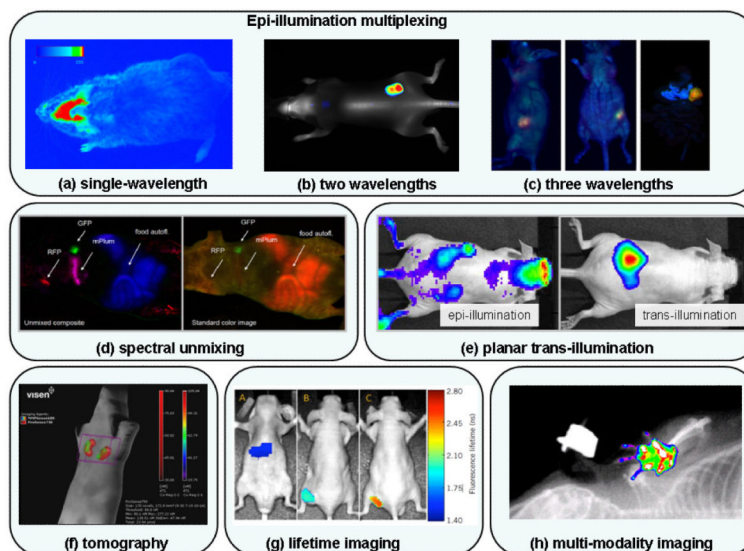 Epi-illumination multiplexing
(a) single-wavelength
(b) two wavelengths
(c) three wavelengths
GFP
RFP
mPlum
food autofl.
Unmixed composite
GFP
RFP
mPlum
food autofl.
Standard color image
(d) spectral unmixing
epi-illumination
trans-illumination
(e) planar trans-illumination
visen
(f) tomography
A
B
C
2.80
2.45
2.10
1.75
1.40
Fluorescence lifetime (ns)
(g) lifetime imaging
(h) multi-modality imaging